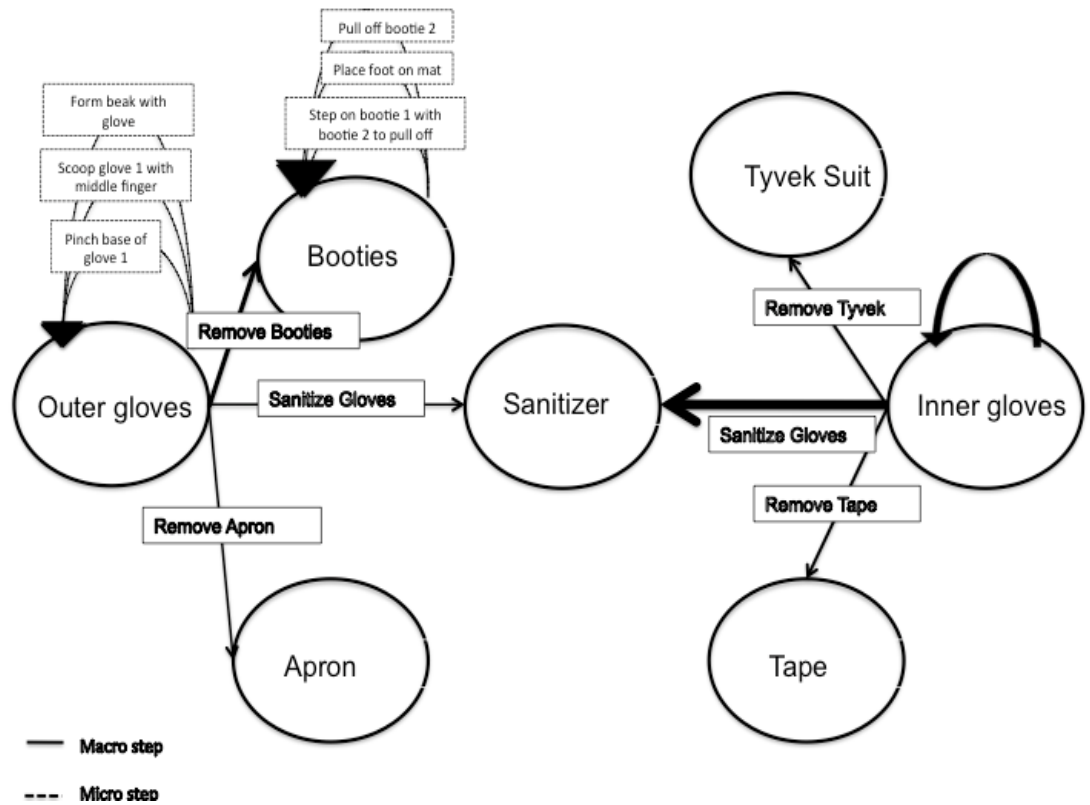 Pull off bootie 2
Place foot on mat
Step on bootie 1 with
bootie 2 to pull off
Form beak with
glove
Scoop glove 1 with
middle finger
Pinch base of
glove 1
Tyvek Suit
Booties
Remove Tyvek
Remove Booties
Outer gloves
Sanitize Gloves
Sanitizer
Inner gloves
Sanitize Gloves
Remove Tape
Remove Apron
Apron
Tape
Macro step
Micro step